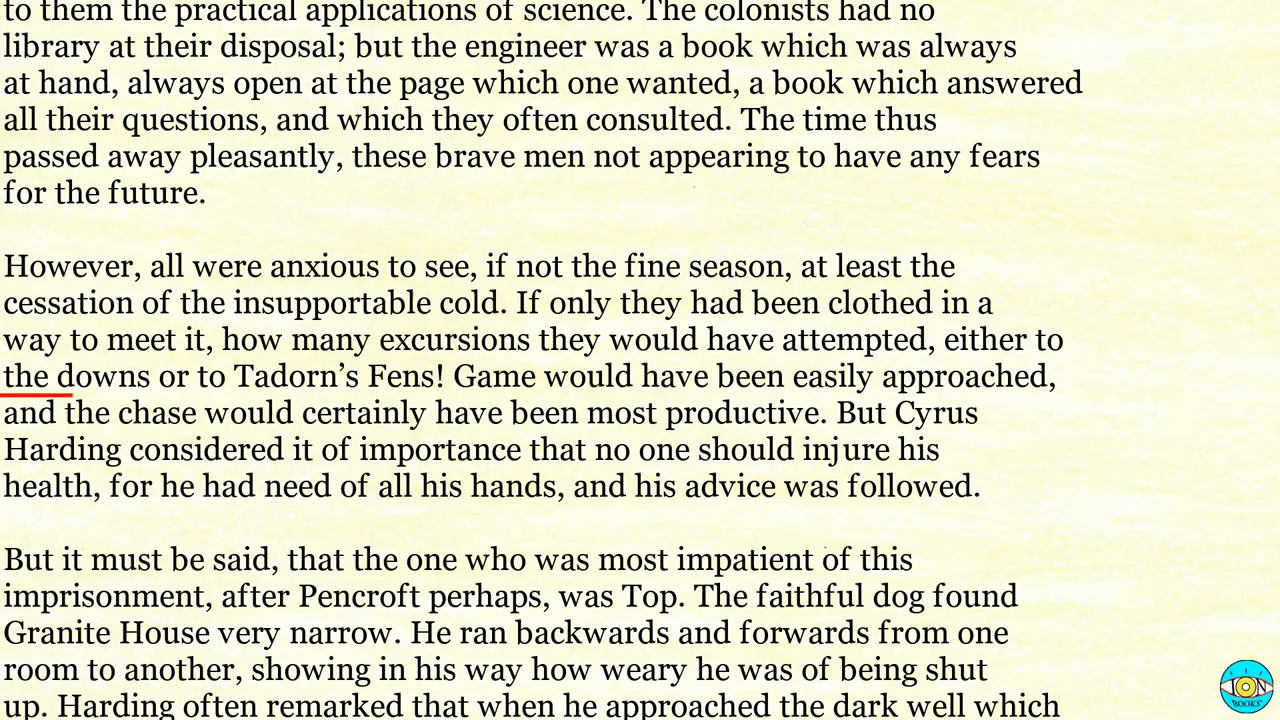 to them the practical applications of science. The colonists had no
library at their disposal; but the engineer was a book which was always
at hand, always open at the page which one wanted, a book which answered
all their questions, and which they often consulted. The time thus
passed away pleasantly, these brave men not appearing to have any fears
for the future.
However, all were anxious to see, if not the fine season, at least the
cessation of the insupportable cold. If only they had been clothed in a
way to meet it, how many excursions they would have attempted, either to
the downs or to Tadorn’s Fens! Game would have been easily approached,
and the chase would certainly have been most productive. But Cyrus
Harding considered it of importance that no one should injure his
health, for he had need of all his hands, and his advice was followed.
But it must be said, that the one who was most impatient of this
imprisonment, after Pencroft perhaps, was Top. The faithful dog found
Granite House very narrow. He ran backwards and forwards from one
room to another, showing in his way how weary he was of being shut
up. Harding often remarked that when he approached the dark well which
ION
BOOKS